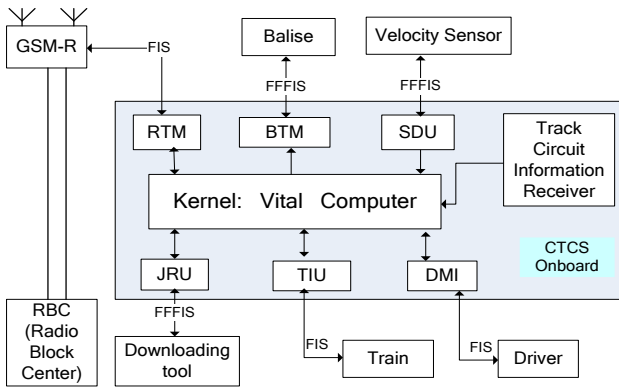 GSM-R
FIS
Balise
Velocity Sensor
FFFIS
FFFIS
RTM
BTM
SDU
Track
Circuit
Information
Receiver
Kernel: Vital Computer
CTCS
Onboard
JRU
TIU
DMI
RBC
(Radio
Block
Center)
FFFIS
Downloading
tool
FIS
Train
FIS
Driver